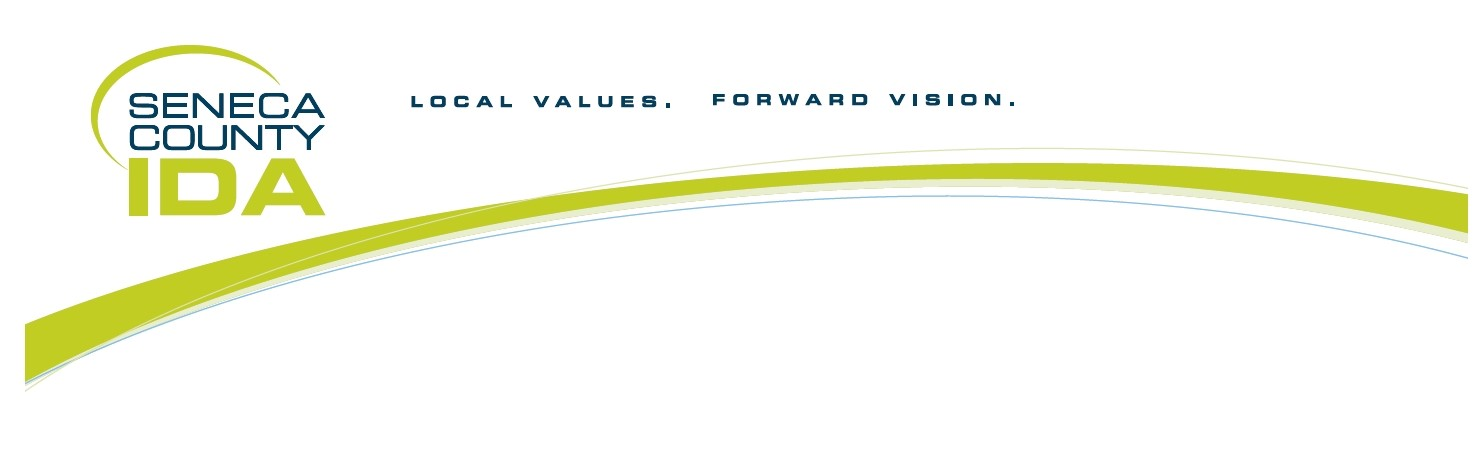 SENECA
COUNTY
IDA
LOCAL VALUES. FORWARD VISION.